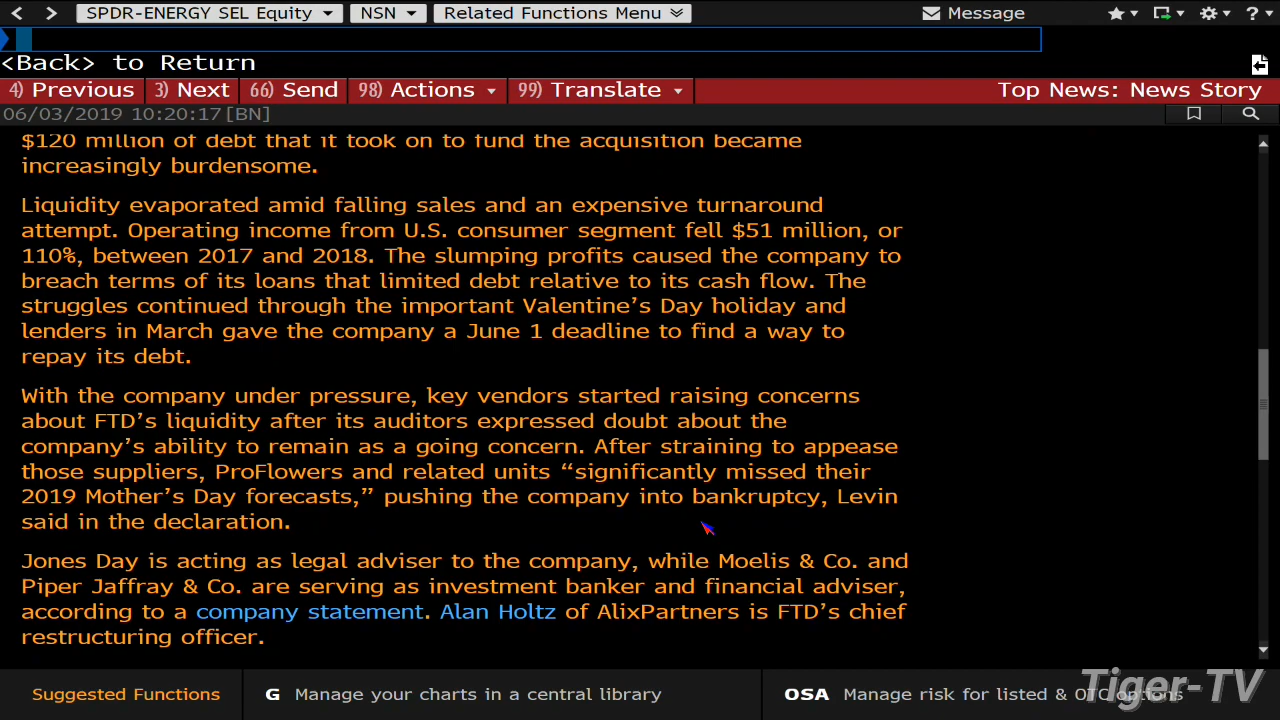 SPDR-ENERGY SEL Equity NSN Related Functions Menu Message
<Back> to Return
4) Previous 3) Next 66) Send 98) Actions 99) Translate Top News: News Story
06/03/2019 10:20:17[BN]
$120 million of debt that it took on to fund the acquisition became
increasingly burdensome.
Liquidity evaporated amid falling sales and an expensive turnaround
attempt. Operating income from U.S. consumer segment fell $51 million, or
110%, between 2017 and 2018. The slumping profits caused the company to
breach terms of its loans that limited debt relative to its cash flow. The
struggles continued through the important Valentine’s Day holiday and
lenders in March gave the company a June 1 deadline to find a way to
repay its debt.
With the company under pressure, key vendors started raising concerns
about FTD’s liquidity after its auditors expressed doubt about the
company’s ability to remain as a going concern. After straining to appease
those suppliers, ProFlowers and related units “significantly missed their
2019 Mother’s Day forecasts,” pushing the company into bankruptcy, Levin
said in the declaration.
Jones Day is acting as legal adviser to the company, while Moelis & Co. and
Piper Jaffray & Co. are serving as investment banker and financial adviser,
according to a company statement. Alan Holtz of AlixPartners is FTD’s chief
restructuring officer.
Suggested Functions G Manage your charts in a central library OSA Manage risk for listed & OTC options
Tiger-TV